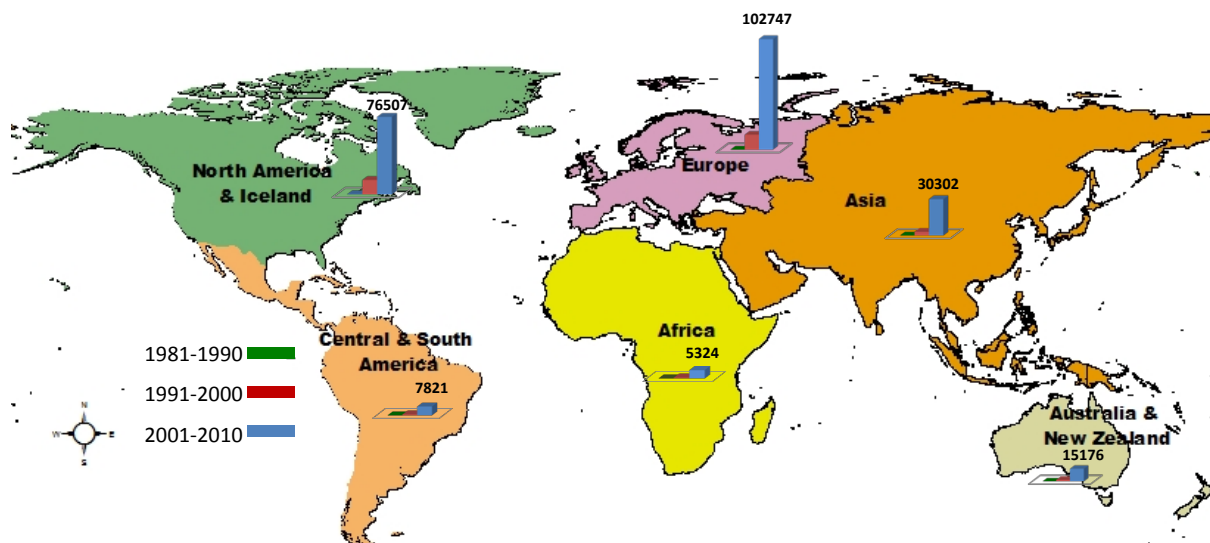 102747
76507
North America
& Iceland
Europe
30302
Asia
Africa
5324
Central & South
America
7821
1981-1990
1991-2000
2001-2010
N
W
E
S
Australia &
New Zealand
15176